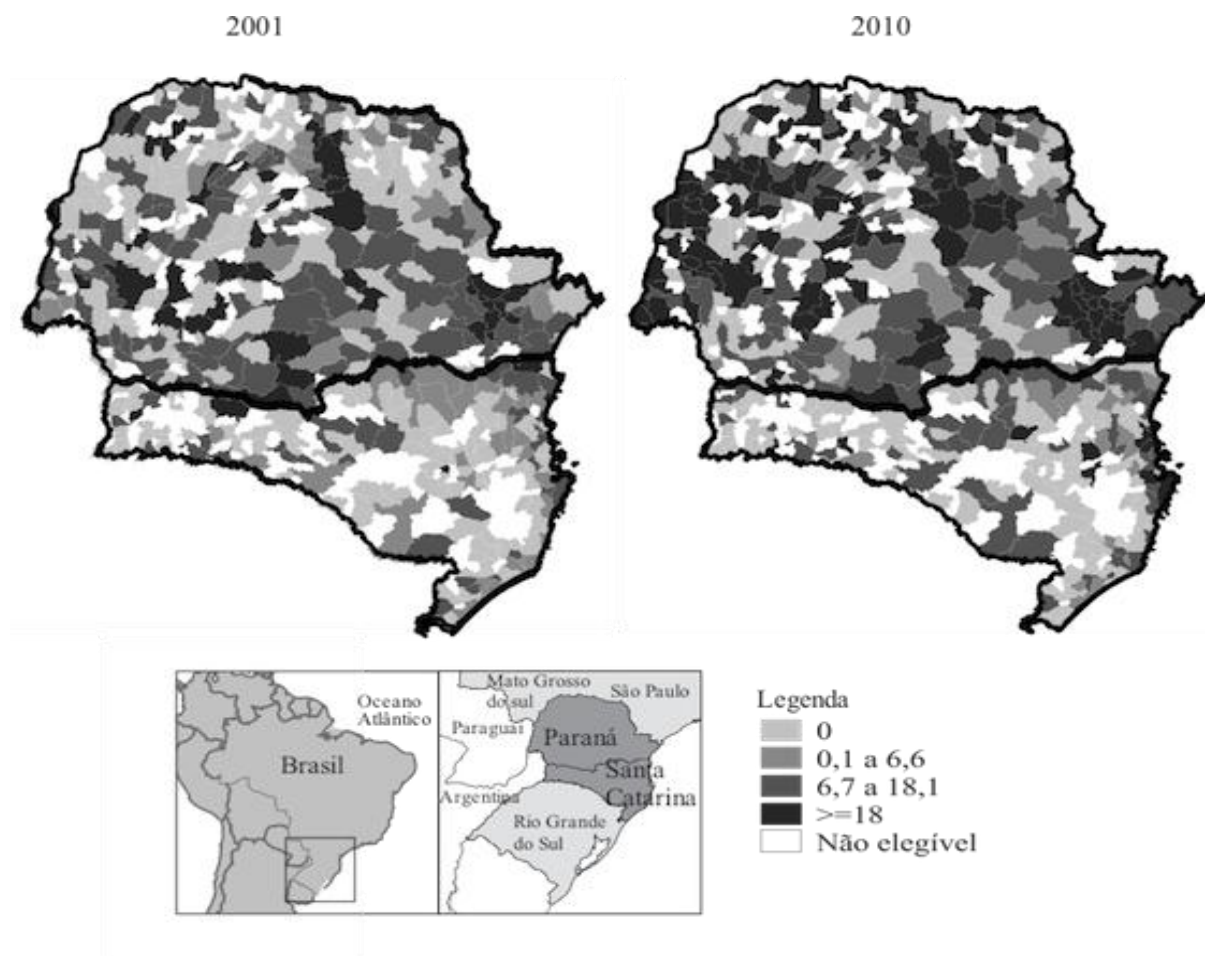 2001
2010
Oceano
Atlântico
Brasil
Mato Grosso
do sul
São Paulo
Paraguai
Paraná
Santa
Catarina
Argentina
Rio Grande
do Sul
Legenda
0
0,1 a 6,6
6,7 a 18,1
>=18
Não elegível